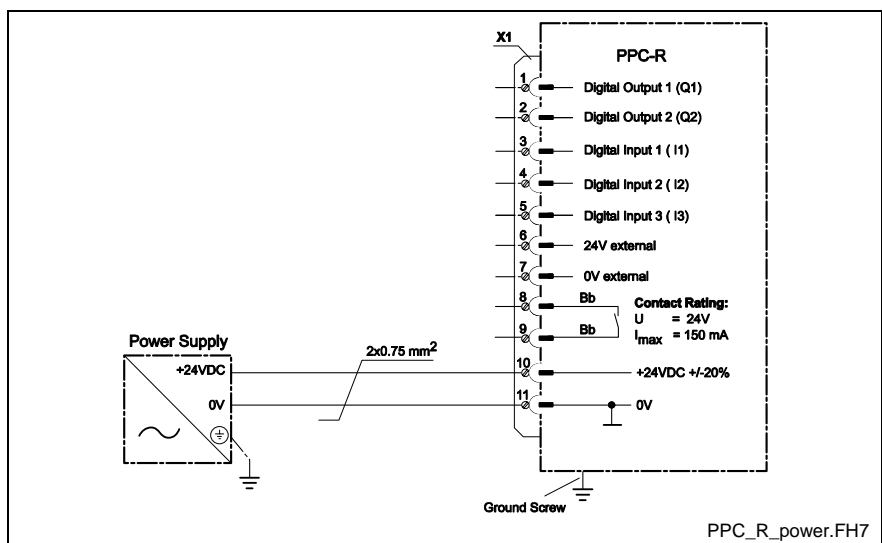 X1
PPC-R
1 Digital Output 1 (Q1)
2 Digital Output 2 (Q2)
3 Digital Input 1 ( I1)
4 Digital Input 2 ( I2)
5 Digital Input 3 ( I3)
6 24V external
7 0V external
8 Bb
Contact Rating:
U = 24V
9 Bb
Imax = 150 mA
Power Supply
2x0.75 mm²
+24VDC
10 +24VDC +/-20%
0V
11 0V
Ground Screw
PPC_R_power.FH7